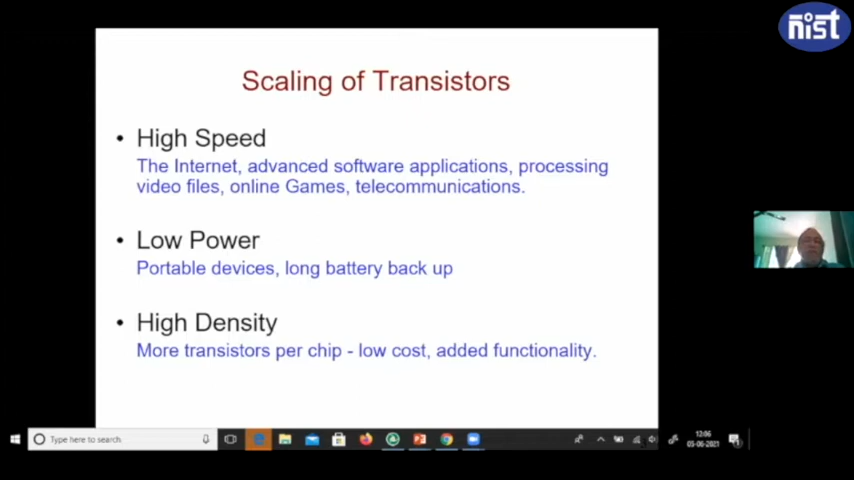 nist
Scaling of Transistors
• High Speed
The Internet, advanced software applications, processing
video files, online Games, telecommunications.
• Low Power
Portable devices, long battery back up
• High Density
More transistors per chip - low cost, added functionality.
Type here to search
12:06
05-06-2021